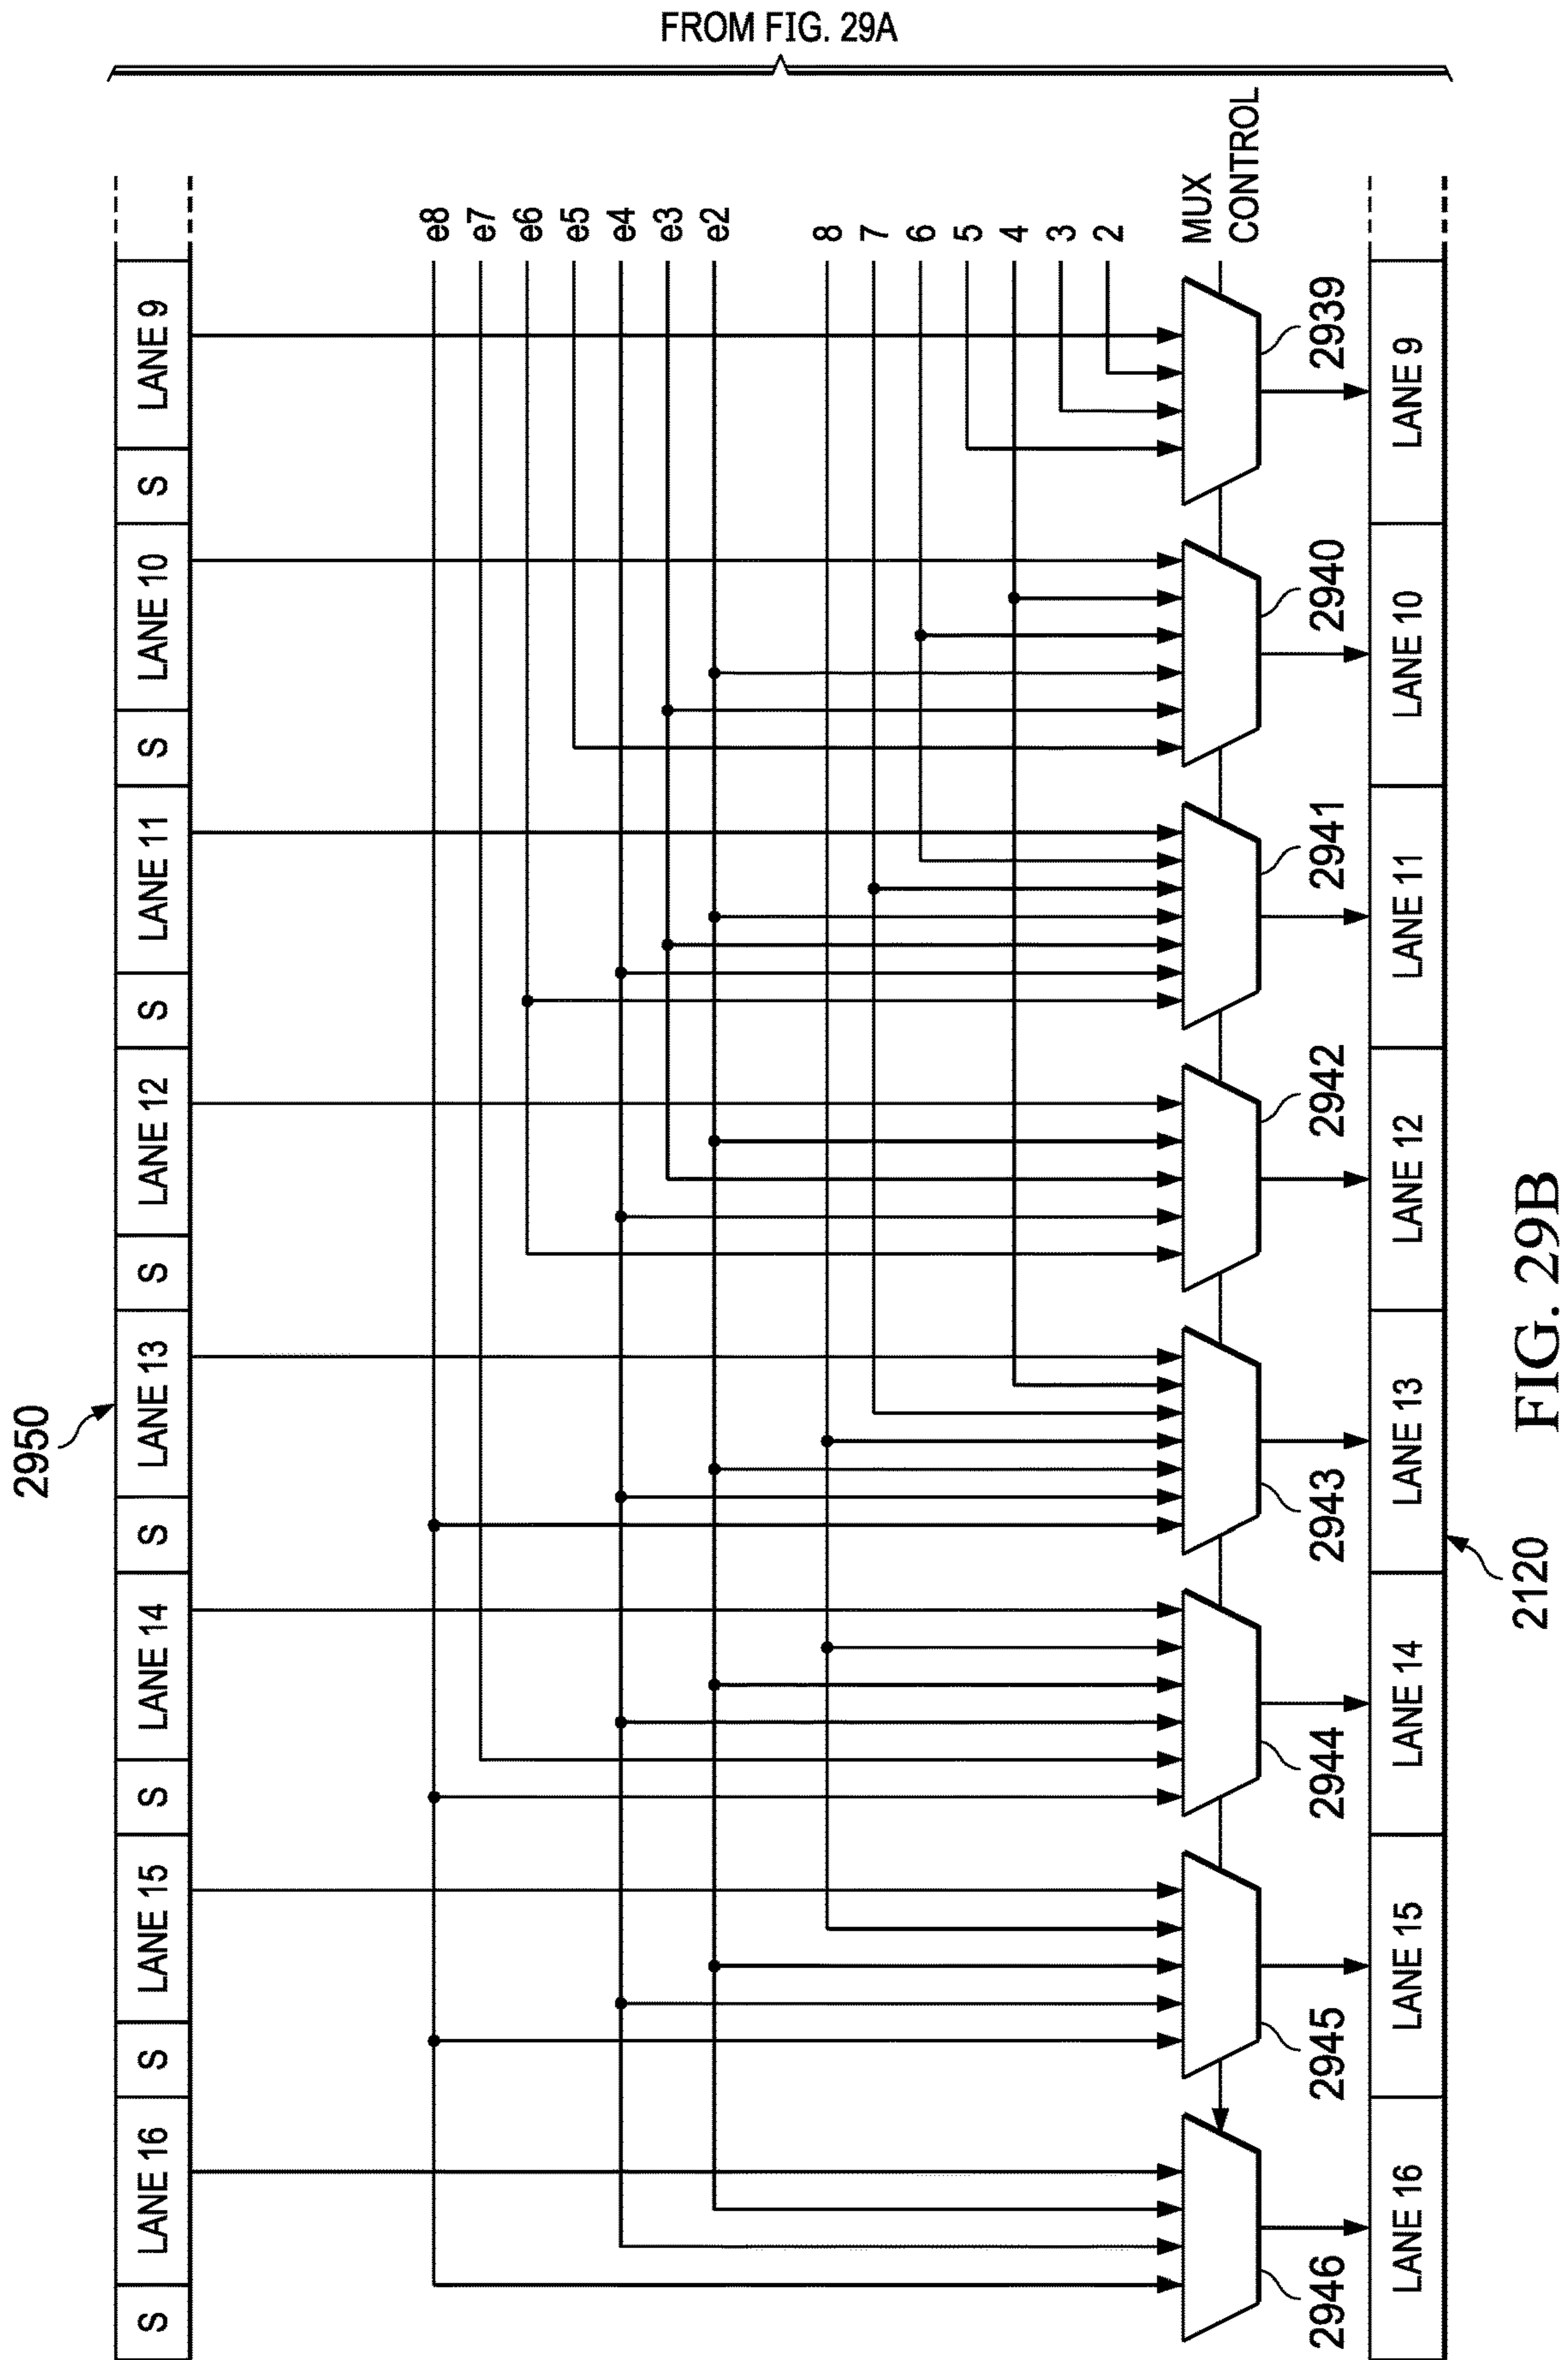 FROM FIG. 29A
2950
S LANE 16 S LANE 15 S LANE 14 S LANE 13 S LANE 12 S LANE 11 S LANE 10 S LANE 9
e8
e7
e6
e5
e4
e3
e2
8
7
6
5
4
3
2
MUX
CONTROL
2946 2945 2944 2943 2942 2941 2940 2939
LANE 16 LANE 15 LANE 14 LANE 13 LANE 12 LANE 11 LANE 10 LANE 9
2120
FIG. 29B